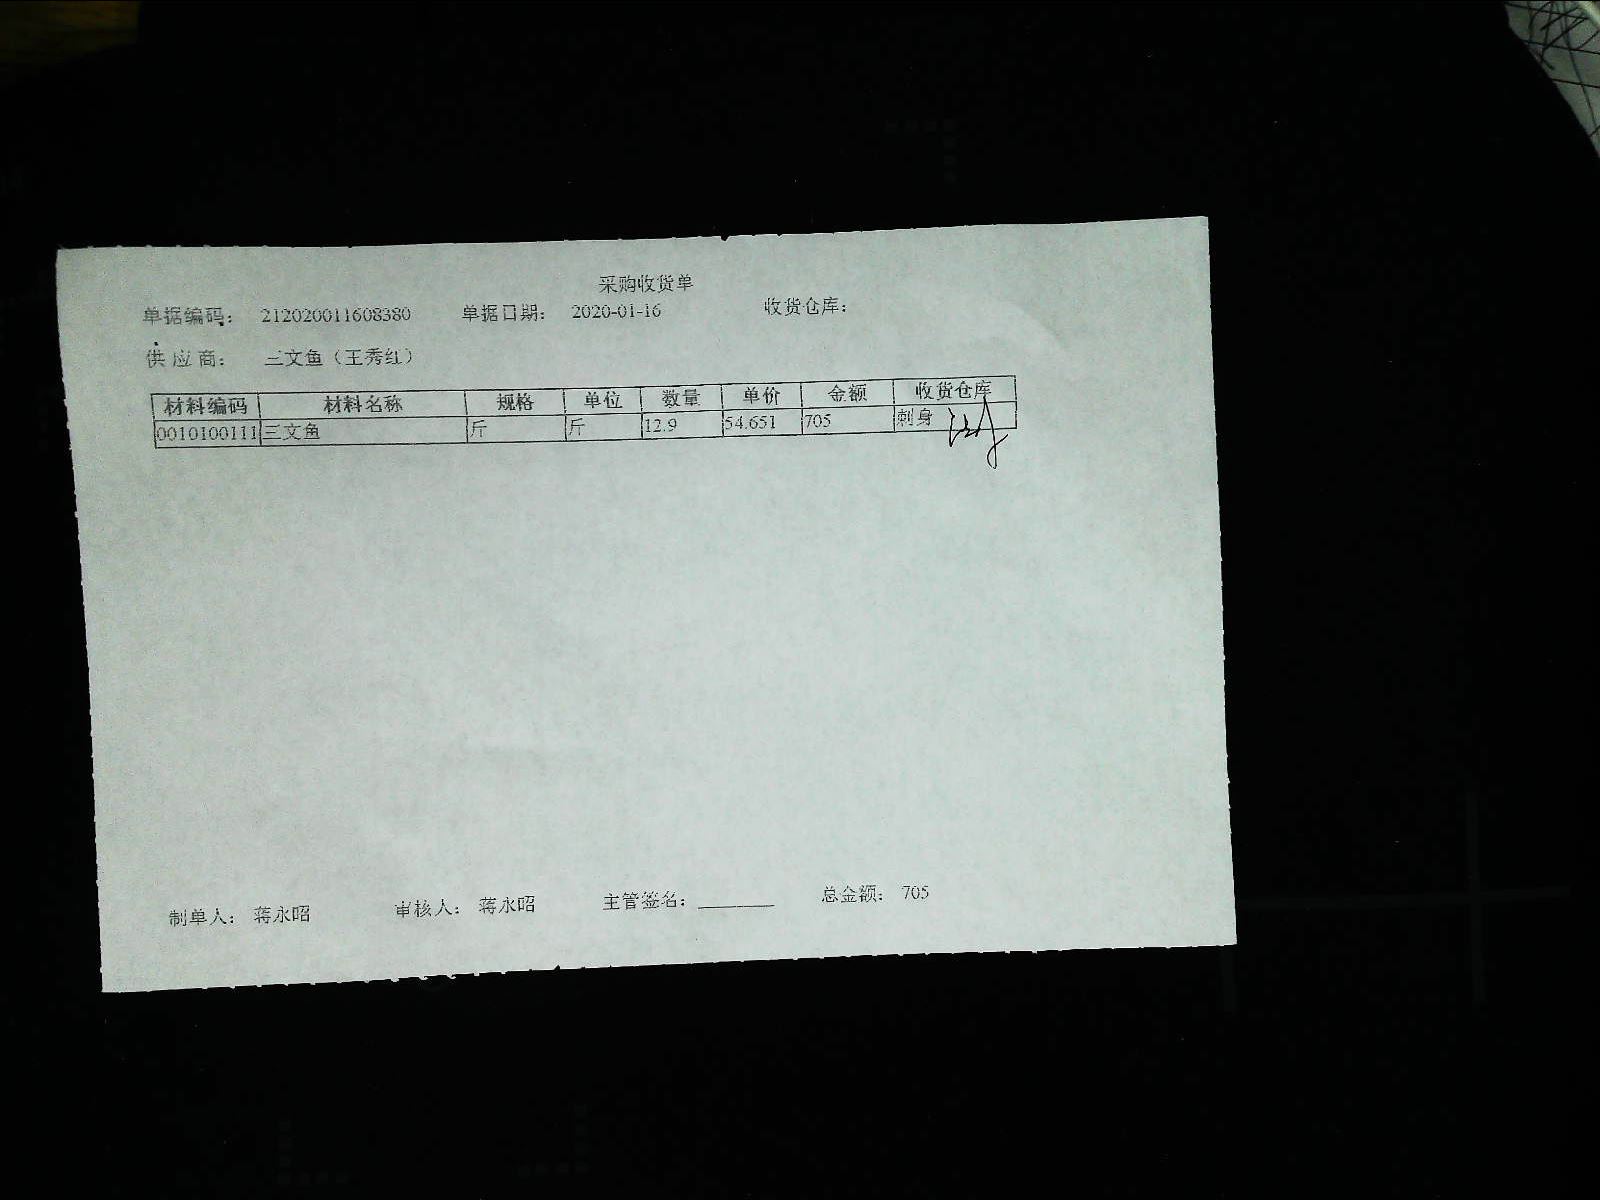 采购收货单
单据编码： 212020011608380 单据日期： 2020-01-16 收货仓库：
供应商： 三文鱼（王秀红）
材料编码 材料名称 规格 单位 数量 单价 金额 收货仓库
0010100111 三文鱼 斤 斤 12.9 54.651 705 刺身
制单人： 蒋永昭 审核人： 蒋永昭 主管签名：________ 总金额： 705